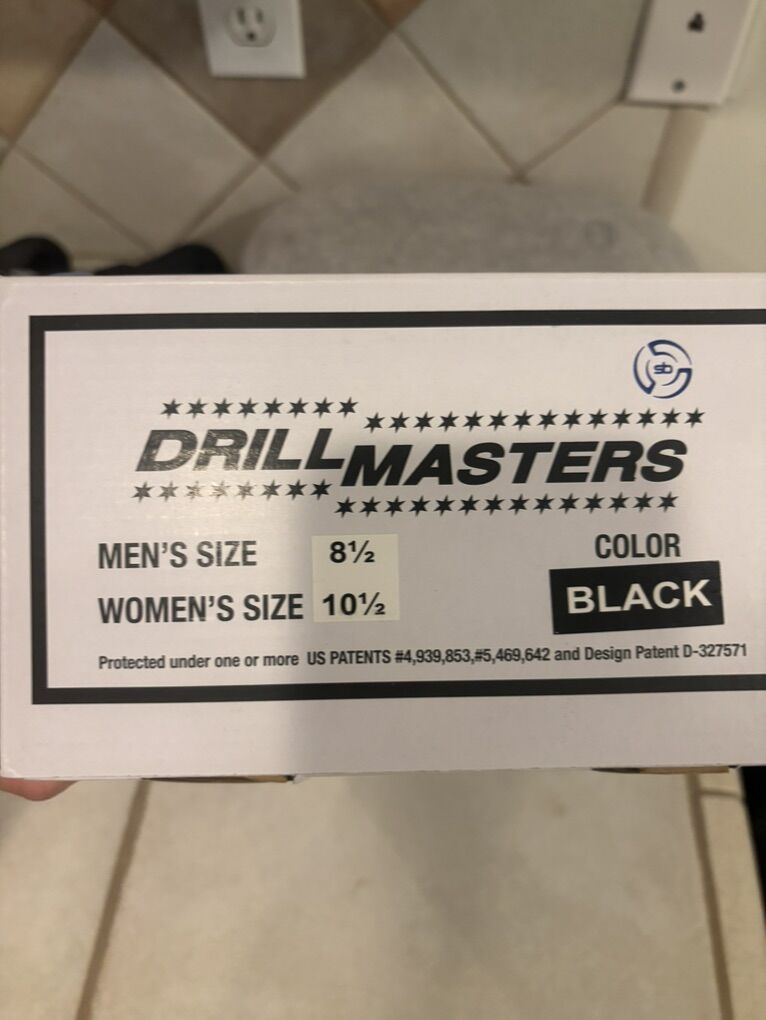 sb
DRILLMASTERS
MEN'S SIZE 8½
WOMEN'S SIZE 10½
COLOR
BLACK
Protected under one or more US PATENTS #4,939,853,#5,469,642 and Design Patent D-327571